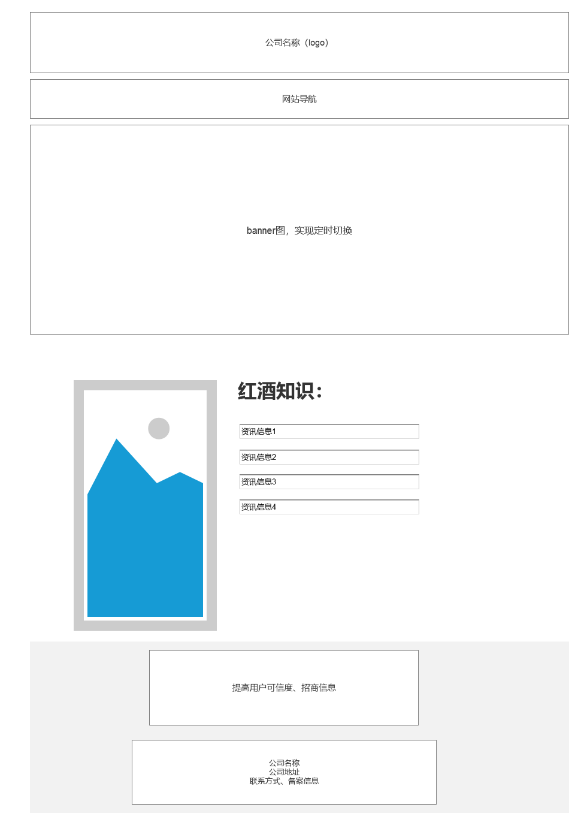 公司名称（logo）
网站导航
banner图，实现定时切换
红酒知识：
资讯信息1
资讯信息2
资讯信息3
资讯信息4
提高用户可信度、招商信息
公司名称
公司地址
联系方式、备案信息